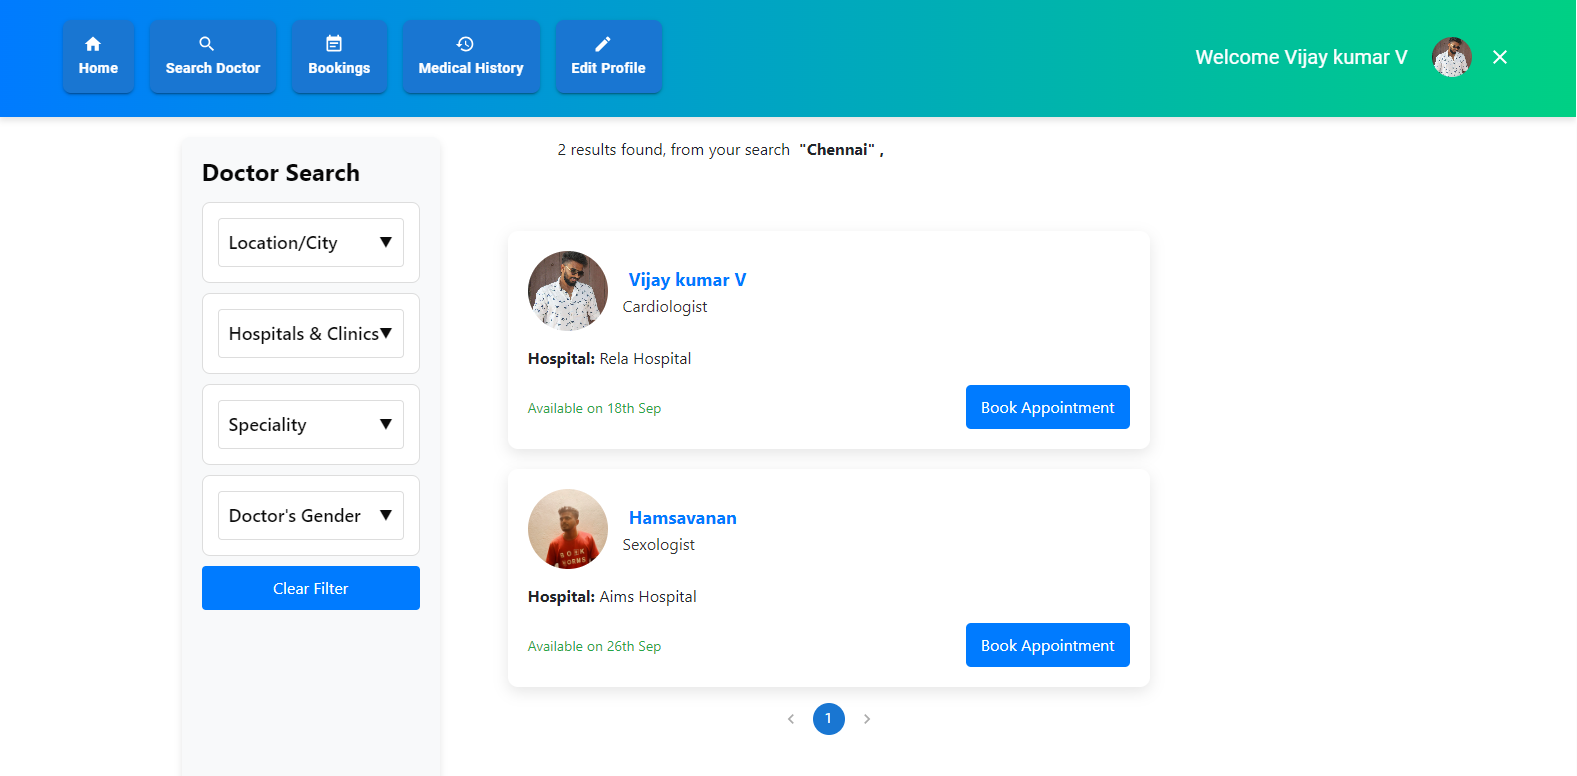 Home
Search Doctor
Bookings
Medical History
Edit Profile
Welcome Vijay kumar V
Doctor Search
Location/City
Hospitals & Clinics
Speciality
Doctor's Gender
Clear Filter
2 results found, from your search "Chennai" ,
Vijay kumar V
Cardiologist
Hospital: Rela Hospital
Available on 18th Sep
Book Appointment
BOOK
WORMS
Hamsavanan
Sexologist
Hospital: Aims Hospital
Available on 26th Sep
Book Appointment
1